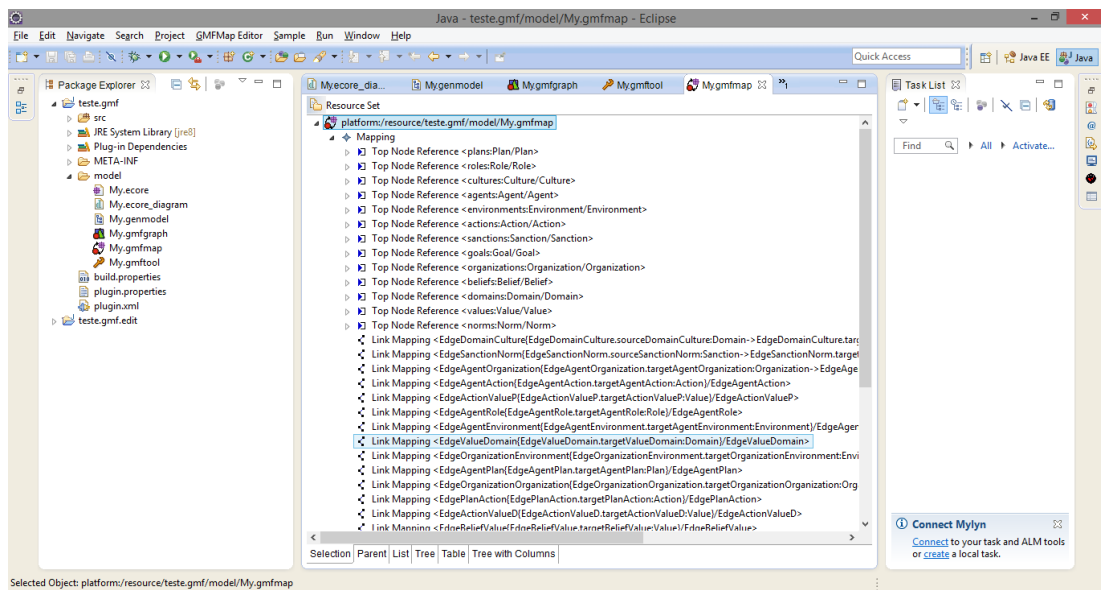 Java - teste.gmf/model/My.gmfmap - Eclipse
File Edit Navigate Search Project GMFMap Editor Sample Run Window Help
Quick Access
Java EE
Java
Package Explorer
teste.gmf
src
JRE System Library [jre8]
Plug-in Dependencies
META-INF
model
My.ecore
My.ecore_diagram
My.genmodel
My.gmfgraph
My.gmfmap
My.gmftool
build.properties
plugin.properties
plugin.xml
teste.gmf.edit
My.ecore_dia... My.genmodel My.gmfgraph My.gmftool My.gmfmap »1
Resource Set
platform:/resource/teste.gmf/model/My.gmfmap
Mapping
Top Node Reference <plans:Plan/Plan>
Top Node Reference <roles:Role/Role>
Top Node Reference <cultures:Culture/Culture>
Top Node Reference <agents:Agent/Agent>
Top Node Reference <environments:Environment/Environment>
Top Node Reference <actions:Action/Action>
Top Node Reference <sanctions:Sanction/Sanction>
Top Node Reference <goals:Goal/Goal>
Top Node Reference <organizations:Organization/Organization>
Top Node Reference <beliefs:Belief/Belief>
Top Node Reference <domains:Domain/Domain>
Top Node Reference <values:Value/Value>
Top Node Reference <norms:Norm/Norm>
Link Mapping <EdgeDomainCulture{EdgeDomainCulture.sourceDomainCulture:Domain->EdgeDomainCulture.targ
Link Mapping <EdgeSanctionNorm{EdgeSanctionNorm.sourceSanctionNorm:Sanction->EdgeSanctionNorm.target
Link Mapping <EdgeAgentOrganization{EdgeAgentOrganization.targetAgentOrganization:Organization->EdgeAge
Link Mapping <EdgeAgentAction{EdgeAgentAction.targetAgentAction:Action}/EdgeAgentAction>
Link Mapping <EdgeActionValueP{EdgeActionValueP.targetActionValueP:Value}/EdgeActionValueP>
Link Mapping <EdgeAgentRole{EdgeAgentRole.targetAgentRole:Role}/EdgeAgentRole>
Link Mapping <EdgeAgentEnvironment{EdgeAgentEnvironment.targetAgentEnvironment:Environment}/EdgeAgen
Link Mapping <EdgeValueDomain{EdgeValueDomain.targetValueDomain:Domain}/EdgeValueDomain>
Link Mapping <EdgeOrganizationEnvironment{EdgeOrganizationEnvironment.targetOrganizationEnvironment:Envi
Link Mapping <EdgeAgentPlan{EdgeAgentPlan.targetAgentPlan:Plan}/EdgeAgentPlan>
Link Mapping <EdgeOrganizationOrganization{EdgeOrganizationOrganization.targetOrganizationOrganization:Org
Link Mapping <EdgePlanAction{EdgePlanAction.targetPlanAction:Action}/EdgePlanAction>
Link Mapping <EdgeActionValueD{EdgeActionValueD.targetActionValueD:Value}/EdgeActionValueD>
Link Mapping <EdgeBeliefValue{EdgeBeliefValue.targetBeliefValue:Value}/EdgeBeliefValue>
Selection Parent List Tree Table Tree with Columns
Task List
Find All Activate...
Connect Mylyn
Connect to your task and ALM tools
or create a local task.
Selected Object: platform:/resource/teste.gmf/model/My.gmfmap